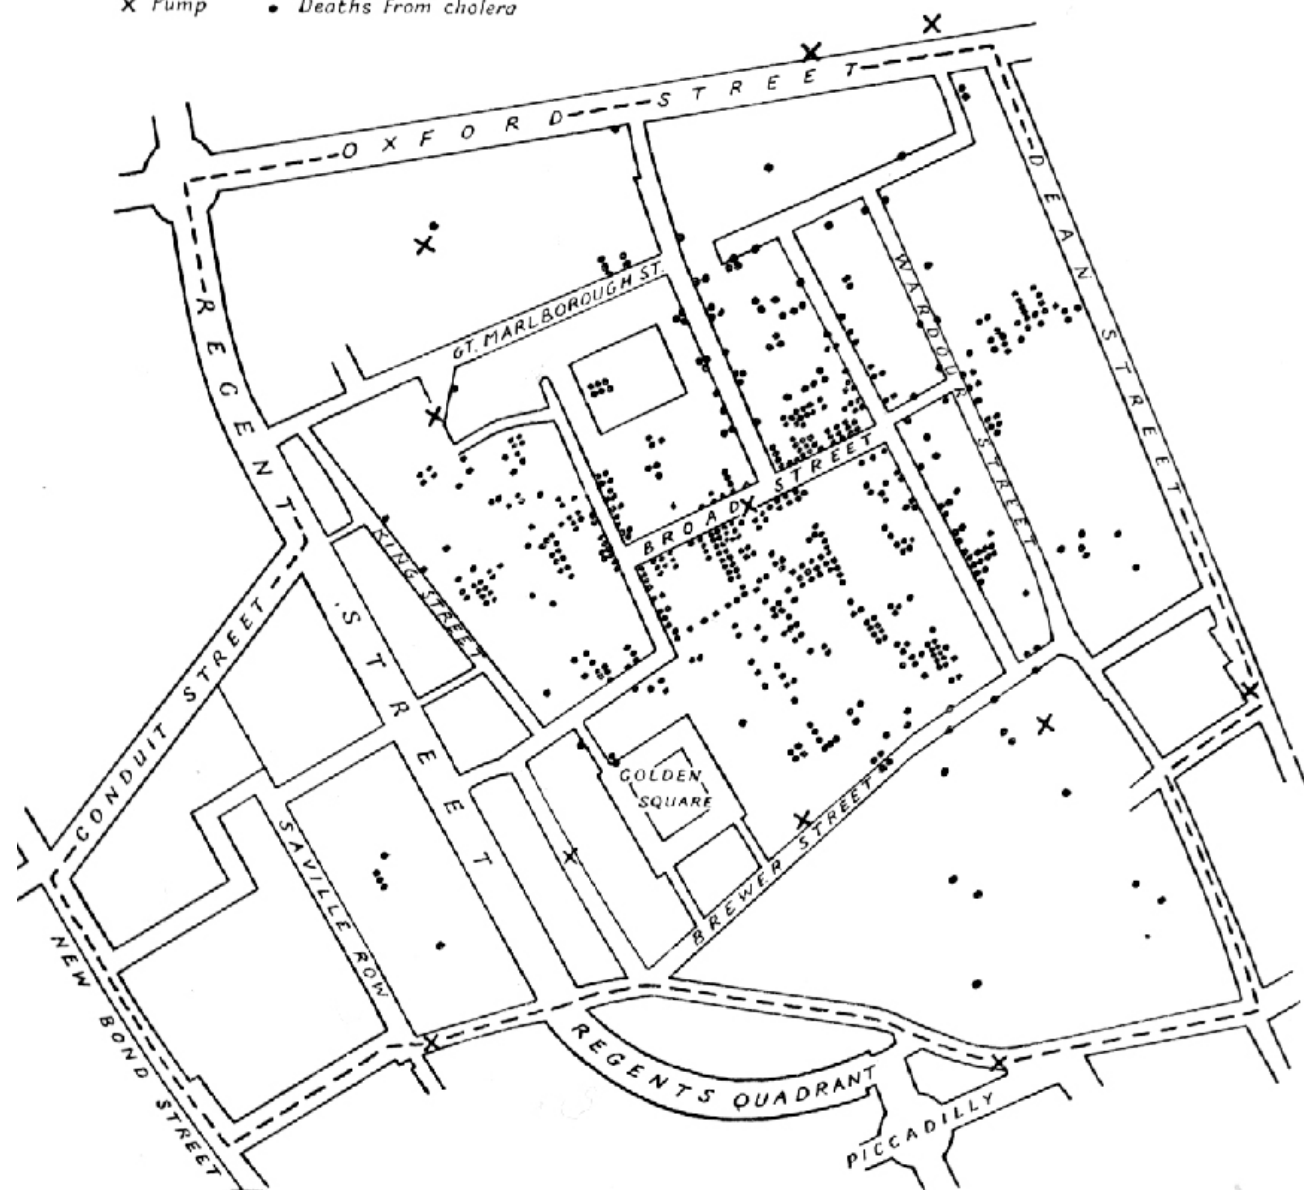 x Pump • Deaths from cholera
OXFORD STREET
DEAN STREET
REGENT STREET
WARDOUR STREET
GT. MARLBOROUGH ST.
BROAD STREET
KING STREET
CONDUIT STREET
GOLDEN
SQUARE
SAVILLE ROW
BREWER STREET
NEW BOND STREET
REGENTS QUADRANT
PICCADILLY